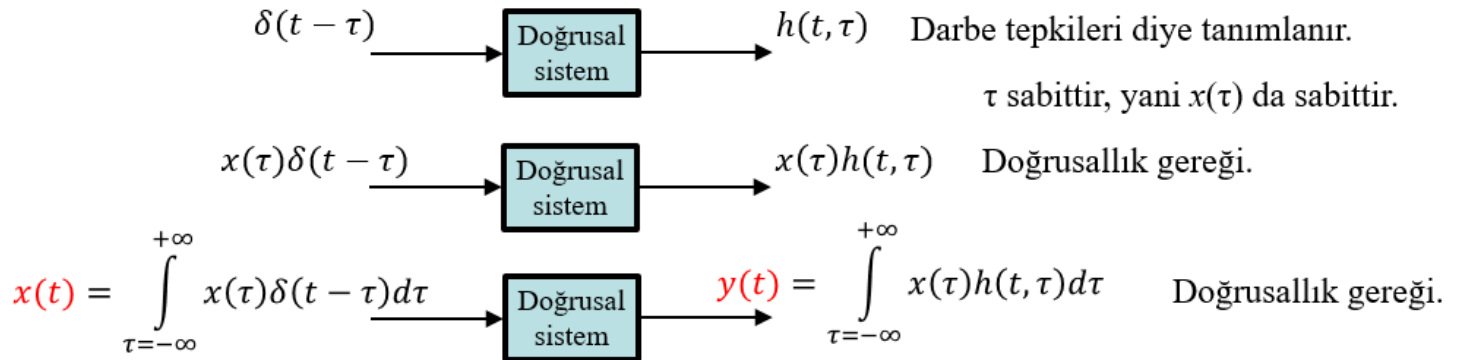 δ(t − τ) Doğrusal sistem h(t, τ) Darbe tepkileri diye tanımlanır.
τ sabittir, yani x(τ) da sabittir.
x(τ)δ(t − τ) Doğrusal sistem x(τ)h(t, τ) Doğrusallık gereği.
x(t) = ∫_{τ=−∞}^{+∞} x(τ)δ(t − τ)dτ Doğrusal sistem y(t) = ∫_{τ=−∞}^{+∞} x(τ)h(t, τ)dτ Doğrusallık gereği.